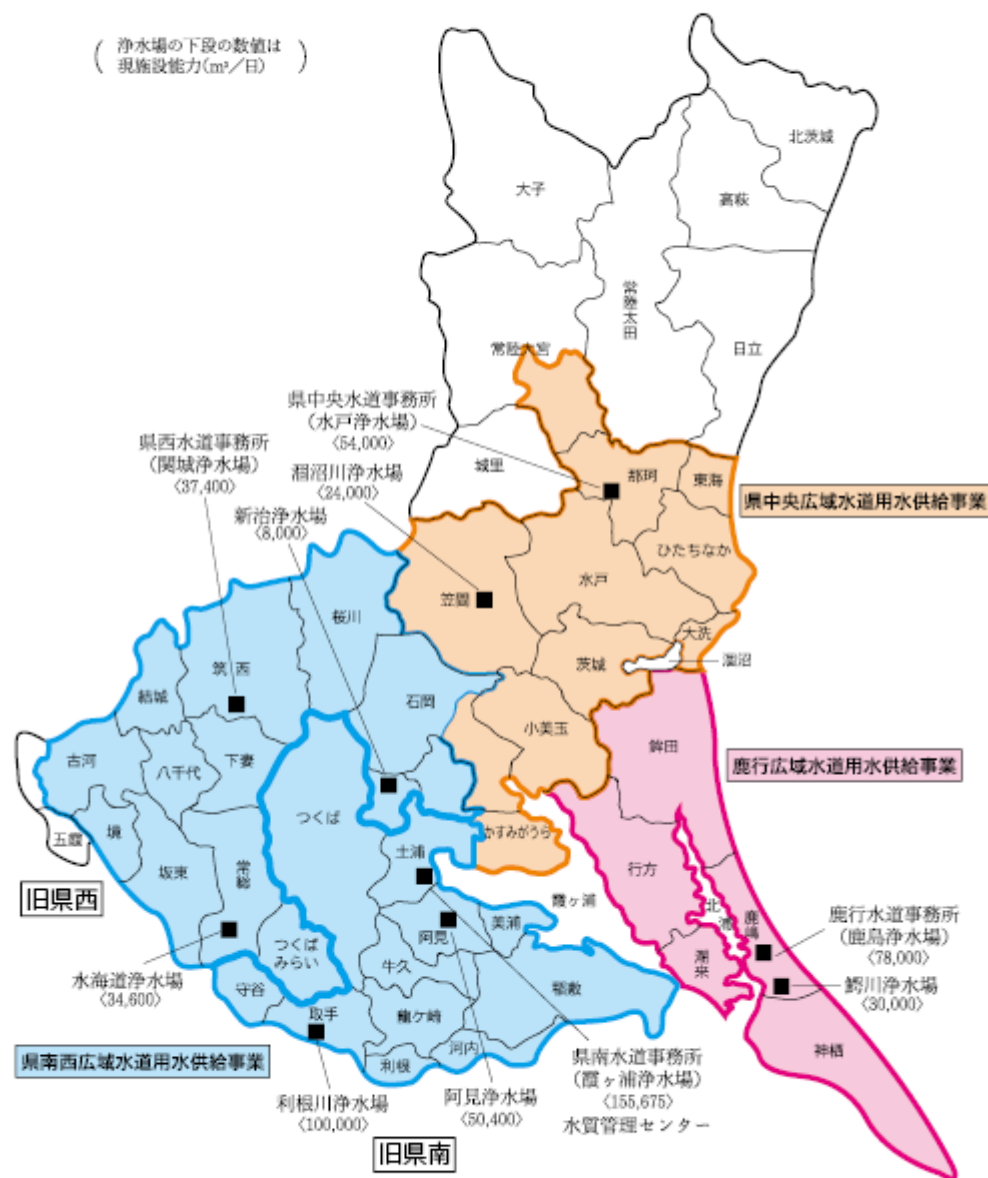 浄水場の下段の数値は
現施設能力(m³/日)
北茨城
大子
高萩
常陸太田
日立
常陸大宮
県中央水道事務所
(水戸浄水場)
〈54,000〉
県西水道事務所
(関城浄水場)
〈37,400〉
涸沼川浄水場
〈24,000〉
新治浄水場
〈8,000〉
城里
那珂
東海
県中央広域水道用水供給事業
ひたちなか
水戸
笠間
桜川
大洗
涸沼
茨城
筑西
石岡
結城
小美玉
鉾田
鹿行広域水道用水供給事業
古河
八千代
下妻
つくば
かすみがうら
五霞
境
坂東
常総
土浦
行方
旧県西
霞ヶ浦
北浦
鹿嶋
美浦
阿見
鹿行水道事務所
(鹿島浄水場)
〈78,000〉
つくば
みらい
牛久
潮来
水海道浄水場
〈34,600〉
守谷
稲敷
鰐川浄水場
〈30,000〉
取手
龍ケ崎
神栖
県南西広域水道用水供給事業
利根
河内
県南水道事務所
(霞ヶ浦浄水場)
〈155,675〉
水質管理センター
利根川浄水場
〈100,000〉
阿見浄水場
〈50,400〉
旧県南